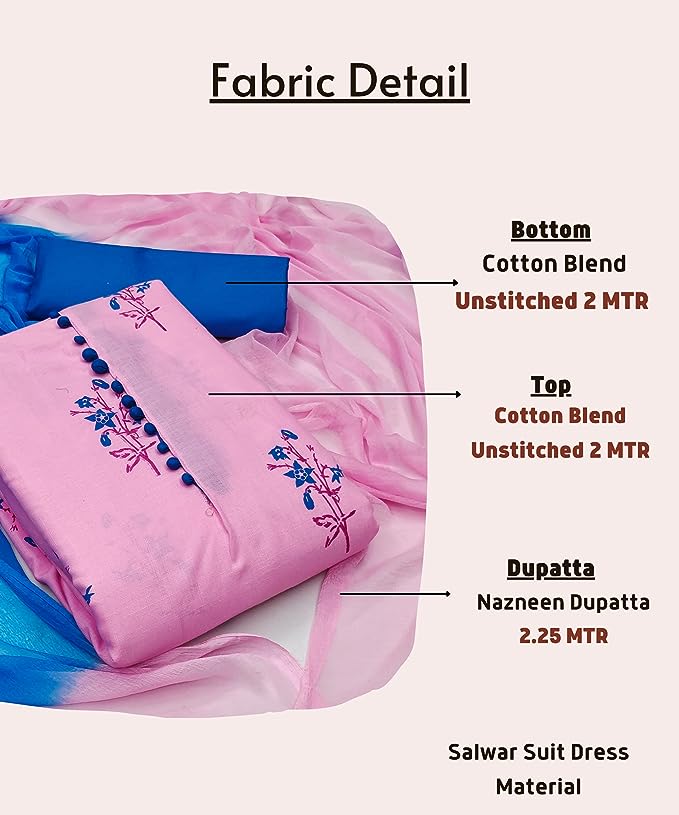 Fabric Detail
Bottom
Cotton Blend
Unstitched 2 MTR
Top
Cotton Blend
Unstitched 2 MTR
Dupatta
Nazneen Dupatta
2.25 MTR
Salwar Suit Dress
Material